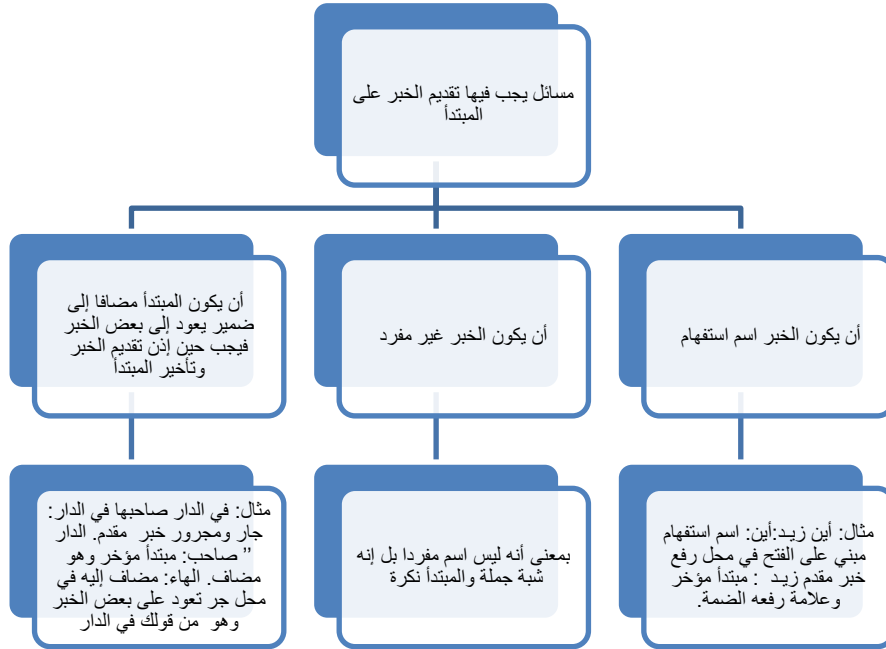 مسائل يجب فيها تقديم الخبر على
المبتدأ
أن يكون الخبر اسم استفهام
أن يكون الخبر غير مفرد
أن يكون المبتدأ مضافا إلى
ضمير يعود إلى بعض الخبر
فيجب حين إذن تقديم الخبر
وتأخير المبتدأ
مثال: أين زيد:أين: اسم استفهام
مبني على الفتح في محل رفع
خبر مقدم زيد : مبتدأ مؤخر
وعلامة رفعه الضمة.
بمعنى أنه ليس اسم مفردا بل إنه
شبة جملة والمبتدأ نكرة
مثال: في الدار صاحبها في الدار:
جار ومجرور خبر مقدم. الدار
” صاحب: مبتدأ مؤخر وهو
مضاف. الهاء: مضاف إليه في
محل جر تعود على بعض الخبر
وهو من قولك في الدار